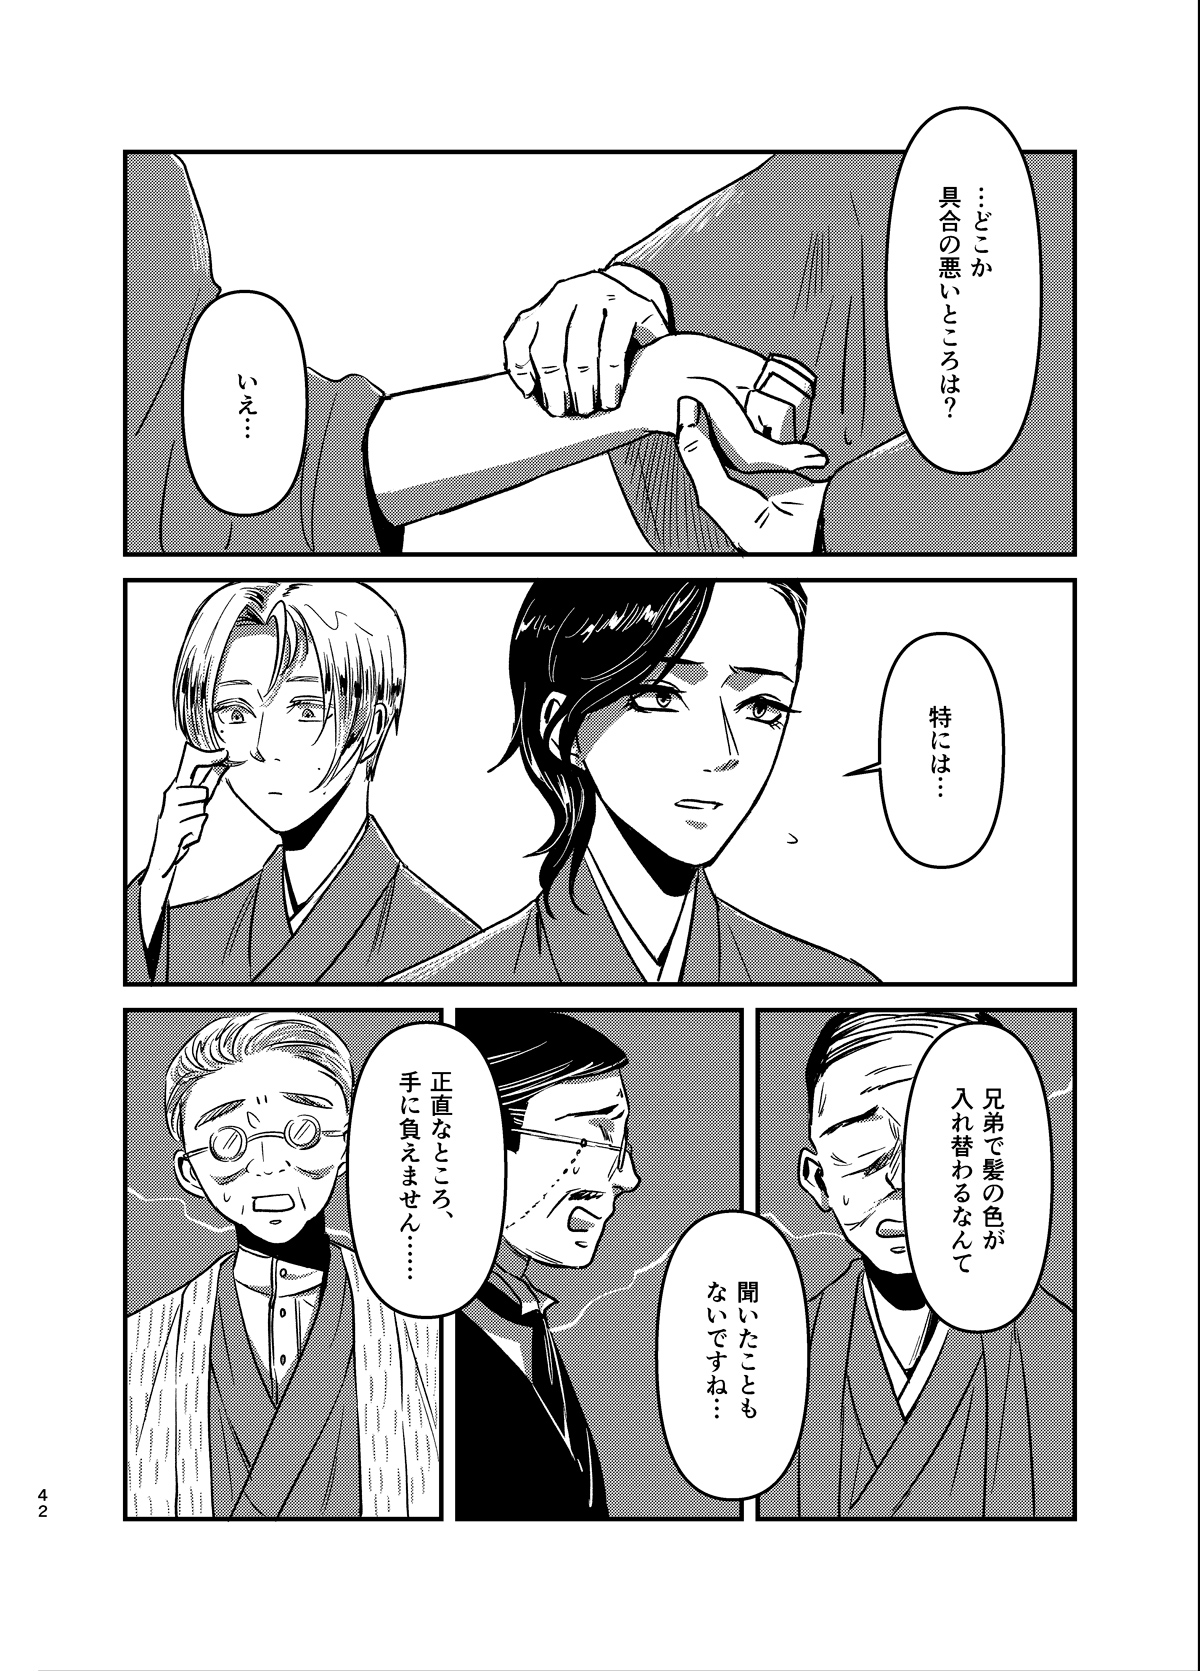 …どこか
具合の悪いところは？
いえ…
特には…
兄弟で髪の色が
入れ替わるなんて
聞いたことも
ないですね…
正直なところ、
手に負えません……
42